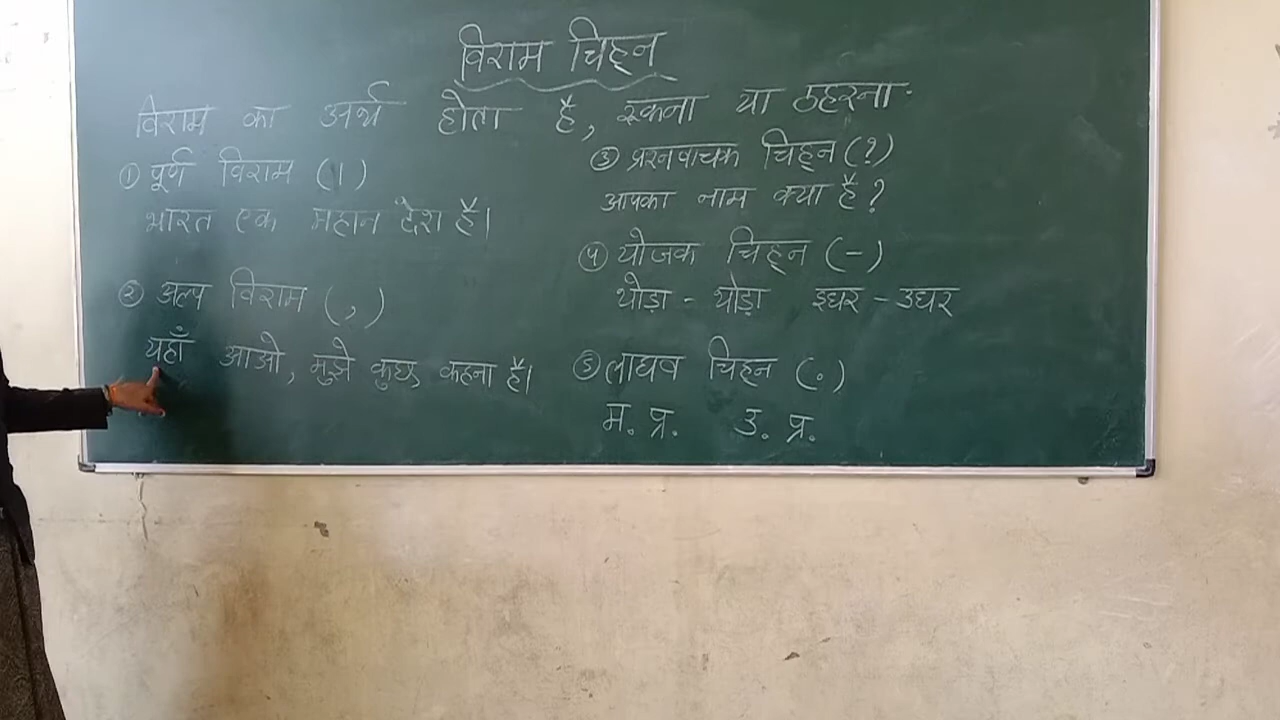 विराम चिह्न
विराम का अर्थ होता है, रुकना या ठहरना.
① पूर्ण विराम (।)
भारत एक महान देश है।
② अल्प विराम (,)
यहाँ आओ, मुझे कुछ कहना है।
③ प्रश्नवाचक चिह्न (?)
आपका नाम क्या है?
④ योजक चिह्न (-)
थोड़ा - थोड़ा इधर - उधर
⑤ लाघव चिह्न (०)
म. प्र. उ. प्र.